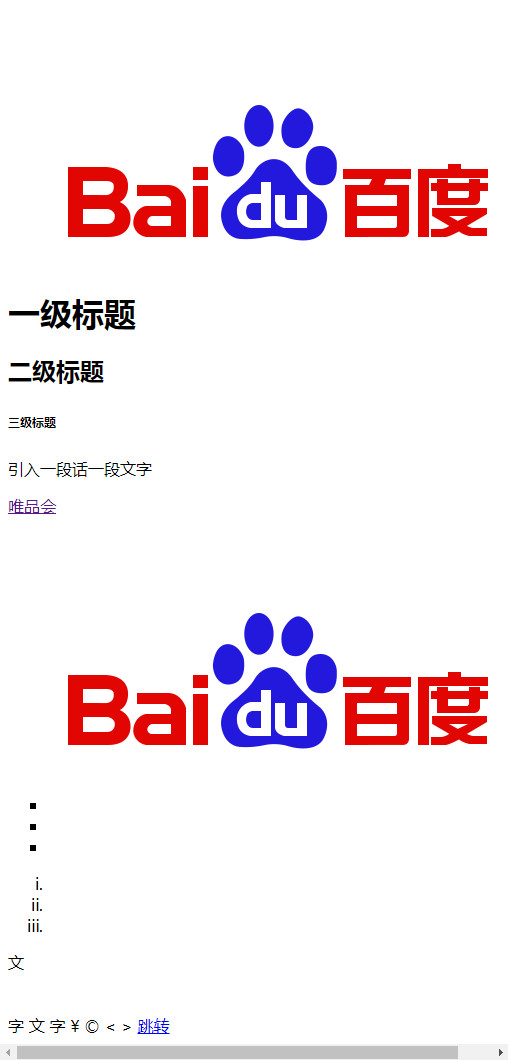 Bai du 百度
一级标题
二级标题
三级标题
引入一段话一段文字
唯品会
Bai du 百度
i.
ii.
iii.
文
字 文 字 ¥ © < > 跳转